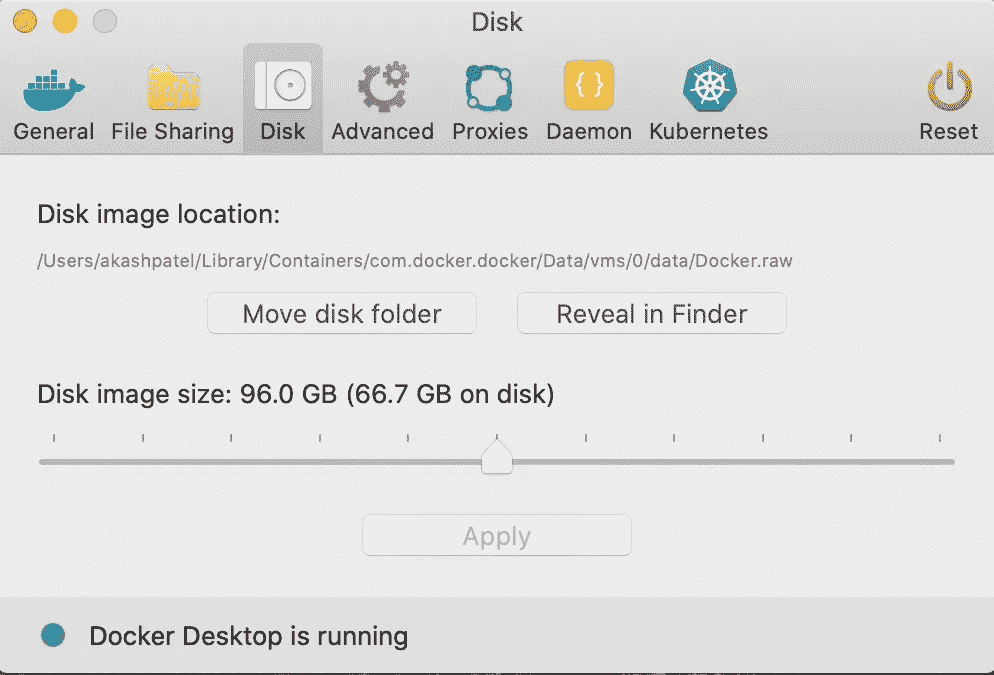 Disk
General File Sharing Disk Advanced Proxies Daemon Kubernetes Reset
Disk image location:
/Users/akashpatel/Library/Containers/com.docker.docker/Data/vms/0/data/Docker.raw
Move disk folder Reveal in Finder
Disk image size: 96.0 GB (66.7 GB on disk)
Apply
Docker Desktop is running